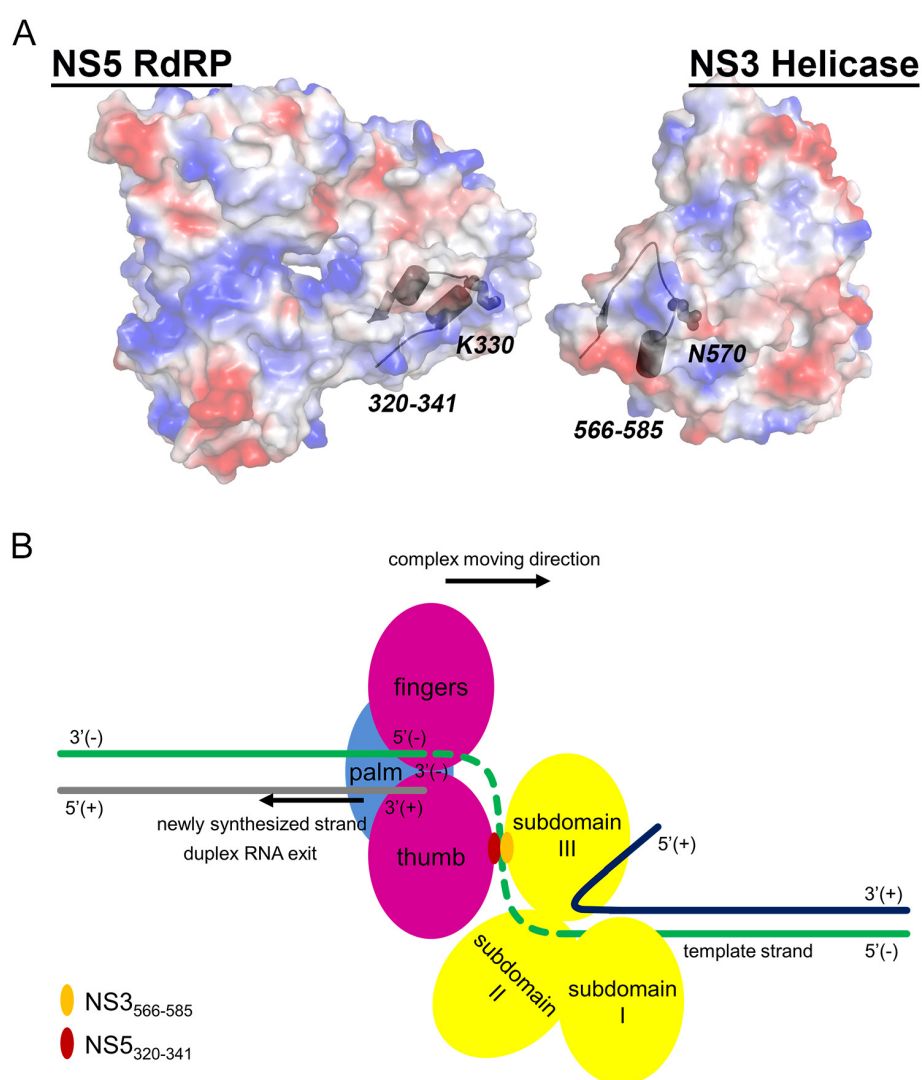 A
NS5 RdRP
NS3 Helicase
K330
N570
320-341
566-585
B
complex moving direction
fingers
3’(-)
5’(-)
palm
3’(-)
5’(+)
3’(+)
newly synthesized strand
duplex RNA exit
thumb
subdomain
III
5’(+)
3’(+)
template strand
5’(-)
subdomain
II
subdomain
I
NS3566-585
NS5320-341